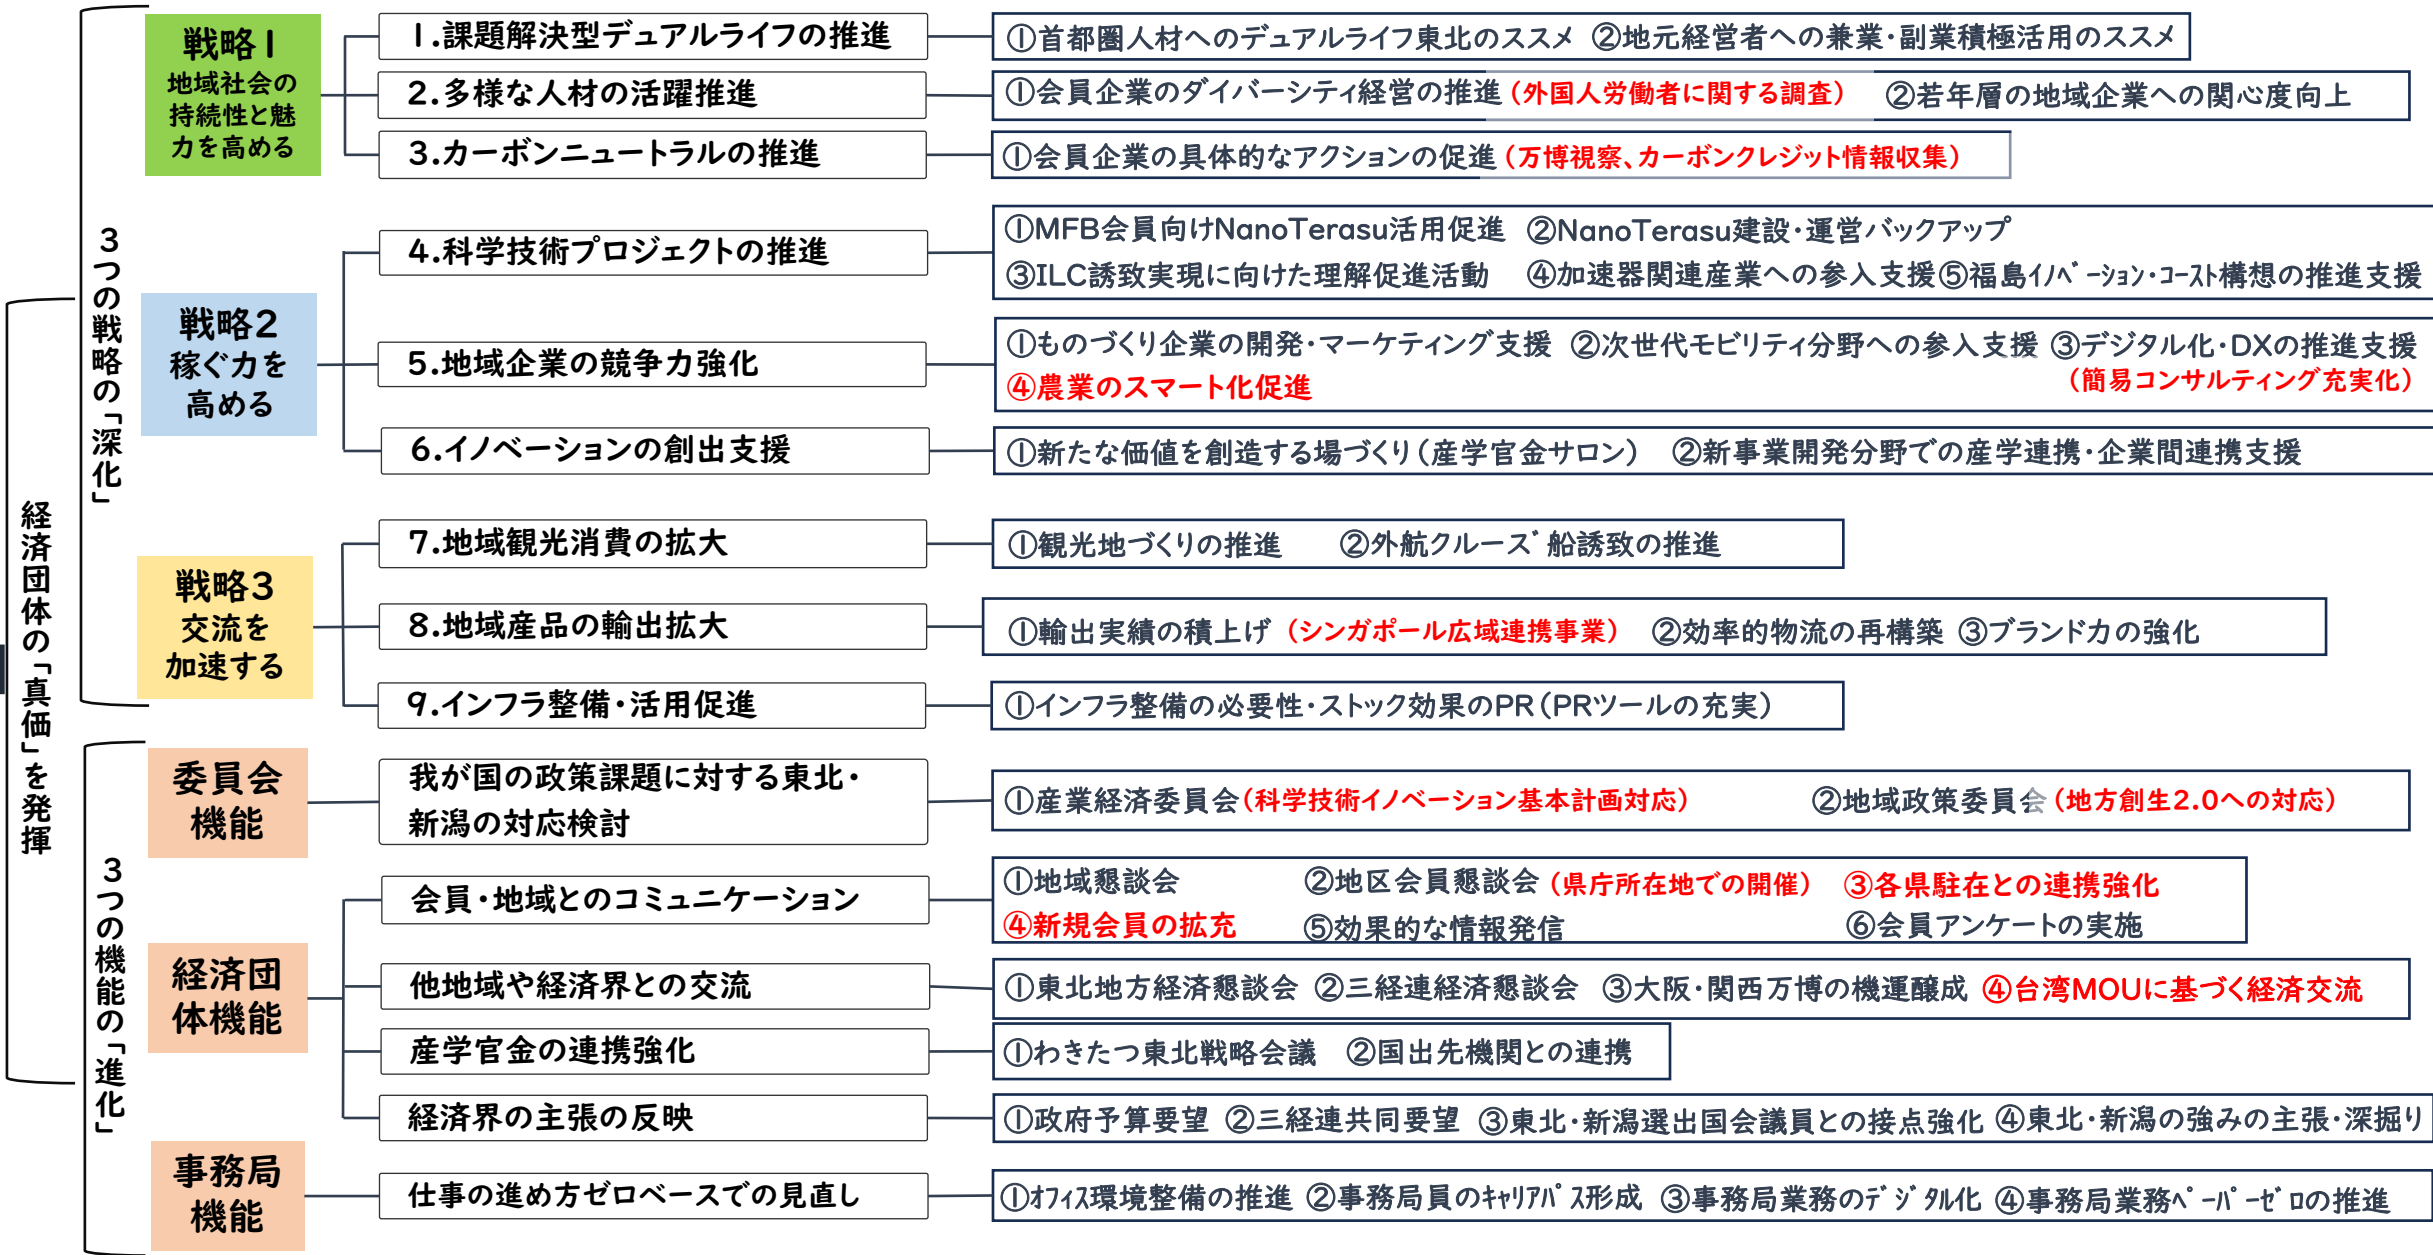 経済団体の「真価」を発揮
3つの戦略の「深化」
戦略1
地域社会の
持続性と魅
力を高める
1.課題解決型デュアルライフの推進
①首都圏人材へのデュアルライフ東北のススメ ②地元経営者への兼業・副業積極活用のススメ
2.多様な人材の活躍推進
①会員企業のダイバーシティ経営の推進(外国人労働者に関する調査) ②若年層の地域企業への関心度向上
3.カーボンニュートラルの推進
①会員企業の具体的なアクションの促進(万博視察、カーボンクレジット情報収集)
戦略2
稼ぐ力を
高める
4.科学技術プロジェクトの推進
①MFB会員向けNanoTerasu活用促進 ②NanoTerasu建設・運営バックアップ
③ILC誘致実現に向けた理解促進活動 ④加速器関連産業への参入支援⑤福島ｲﾉﾍﾞｰｼｮﾝ・ｺｰｽﾄ構想の推進支援
5.地域企業の競争力強化
①ものづくり企業の開発・マーケティング支援 ②次世代モビリティ分野への参入支援 ③デジタル化・DXの推進支援
(簡易コンサルティング充実化)
④農業のスマート化促進
6.イノベーションの創出支援
①新たな価値を創造する場づくり(産学官金サロン) ②新事業開発分野での産学連携・企業間連携支援
戦略3
交流を
加速する
7.地域観光消費の拡大
①観光地づくりの推進 ②外航クルーズ船誘致の推進
8.地域産品の輸出拡大
①輸出実績の積上げ(シンガポール広域連携事業) ②効率的物流の再構築 ③ブランド力の強化
9.インフラ整備・活用促進
①インフラ整備の必要性・ストック効果のPR(PRツールの充実)
3つの機能の「進化」
委員会
機能
我が国の政策課題に対する東北・
新潟の対応検討
①産業経済委員会(科学技術イノベーション基本計画対応) ②地域政策委員会(地方創生2.0への対応)
経済団
体機能
会員・地域とのコミュニケーション
①地域懇談会 ②地区会員懇談会(県庁所在地での開催) ③各県駐在との連携強化
④新規会員の拡充 ⑤効果的な情報発信 ⑥会員アンケートの実施
他地域や経済界との交流
①東北地方経済懇談会 ②三経連経済懇談会 ③大阪・関西万博の機運醸成 ④台湾MOUに基づく経済交流
産学官金の連携強化
①わきたつ東北戦略会議 ②国出先機関との連携
経済界の主張の反映
①政府予算要望 ②三経連共同要望 ③東北・新潟選出国会議員との接点強化 ④東北・新潟の強みの主張・深掘り
事務局
機能
仕事の進め方ゼロベースでの見直し
①ｵﾌｨｽ環境整備の推進 ②事務局員のｷｬﾘｱﾊﾟｽ形成 ③事務局業務のﾃﾞｼﾞﾀﾙ化 ④事務局業務ﾍﾟｰﾊﾟｰｾﾞﾛの推進